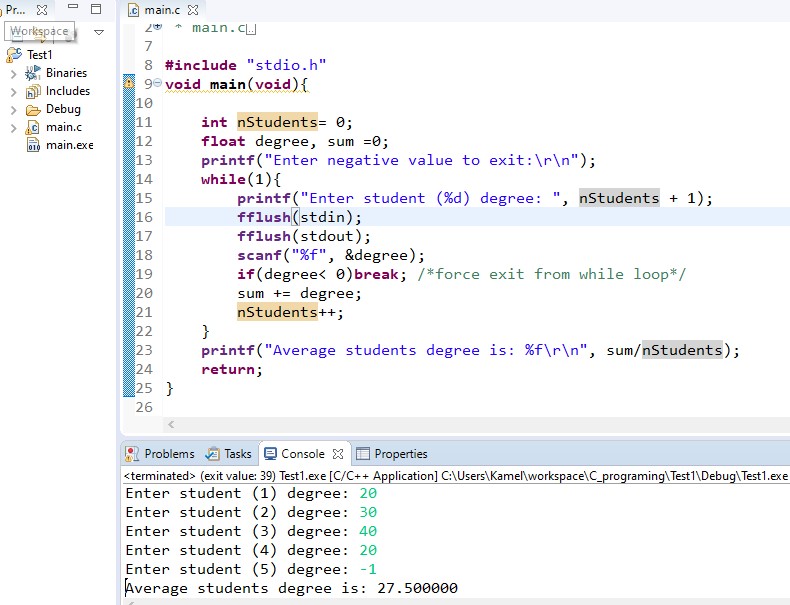 Pr...
Workspace
Test1
Binaries
Includes
Debug
main.c
main.exe
main.c
2 * main.c
7
8 #include "stdio.h"
9 void main(void){
10
11 int nStudents= 0;
12 float degree, sum =0;
13 printf("Enter negative value to exit:\r\n");
14 while(1){
15 printf("Enter student (%d) degree: ", nStudents + 1);
16 fflush(stdin);
17 fflush(stdout);
18 scanf("%f", &degree);
19 if(degree< 0)break; /*force exit from while loop*/
20 sum += degree;
21 nStudents++;
22 }
23 printf("Average students degree is: %f\r\n", sum/nStudents);
24 return;
25 }
26
Problems Tasks Console Properties
<terminated> (exit value: 39) Test1.exe [C/C++ Application] C:\Users\Kamel\workspace\C_programing\Test1\Debug\Test1.exe
Enter student (1) degree: 20
Enter student (2) degree: 30
Enter student (3) degree: 40
Enter student (4) degree: 20
Enter student (5) degree: -1
Average students degree is: 27.500000